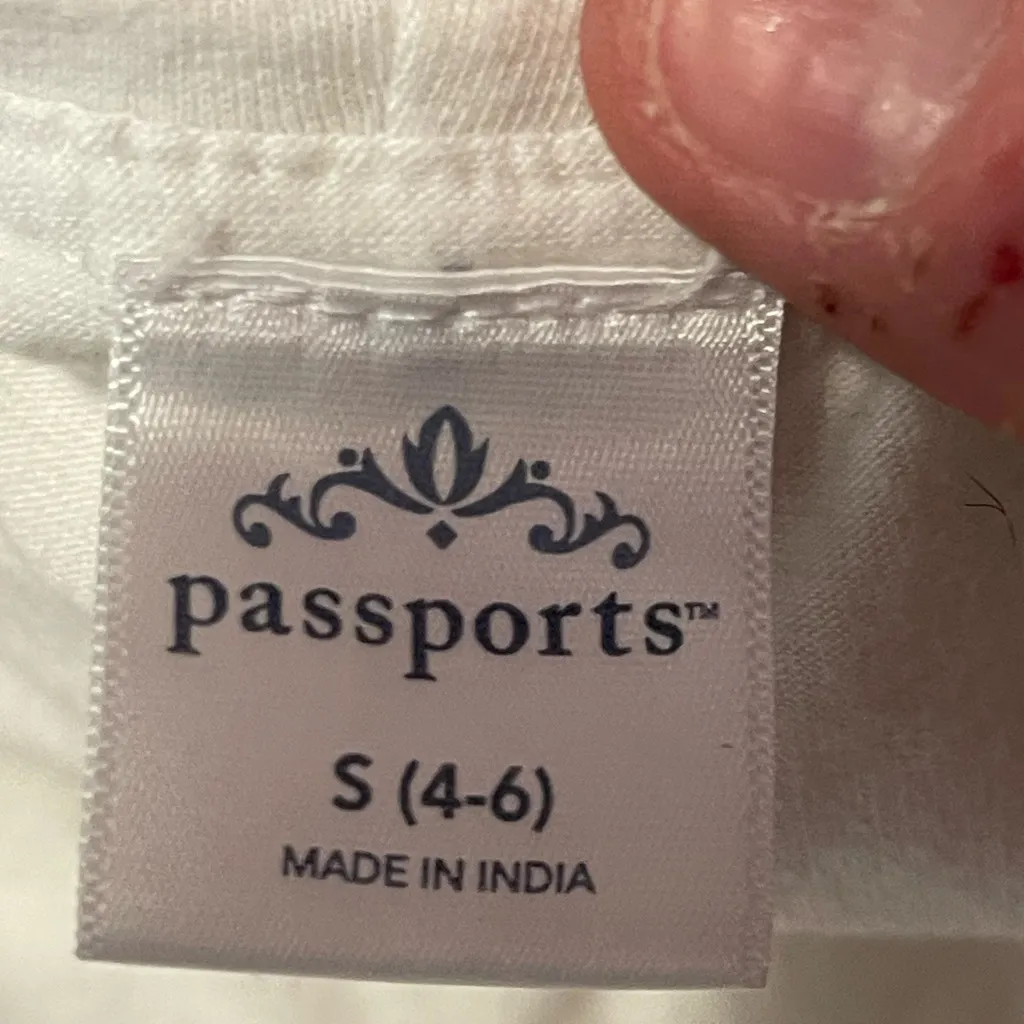 passports™
S (4-6)
MADE IN INDIA